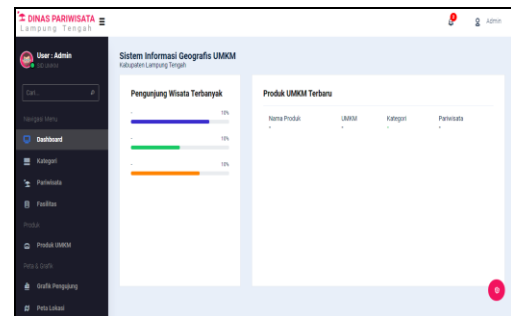 DINAS PARIWISATA
Lampung Tengah
Admin
User : Admin
Cari...
Navigasi Menu
Dashboard
Kategori
Pariwisata
Fasilitas
Produk
Produk UMKM
Peta & Grafik
Grafik Pengujung
Peta Lokasi
Sistem Informasi Geografis UMKM
Kabupaten Lampung Tengah
Pengunjung Wisata Terbanyak
- 10%
- 10%
- 10%
Produk UMKM Terbaru
Nama Produk UMKM Kategori Pariwisata